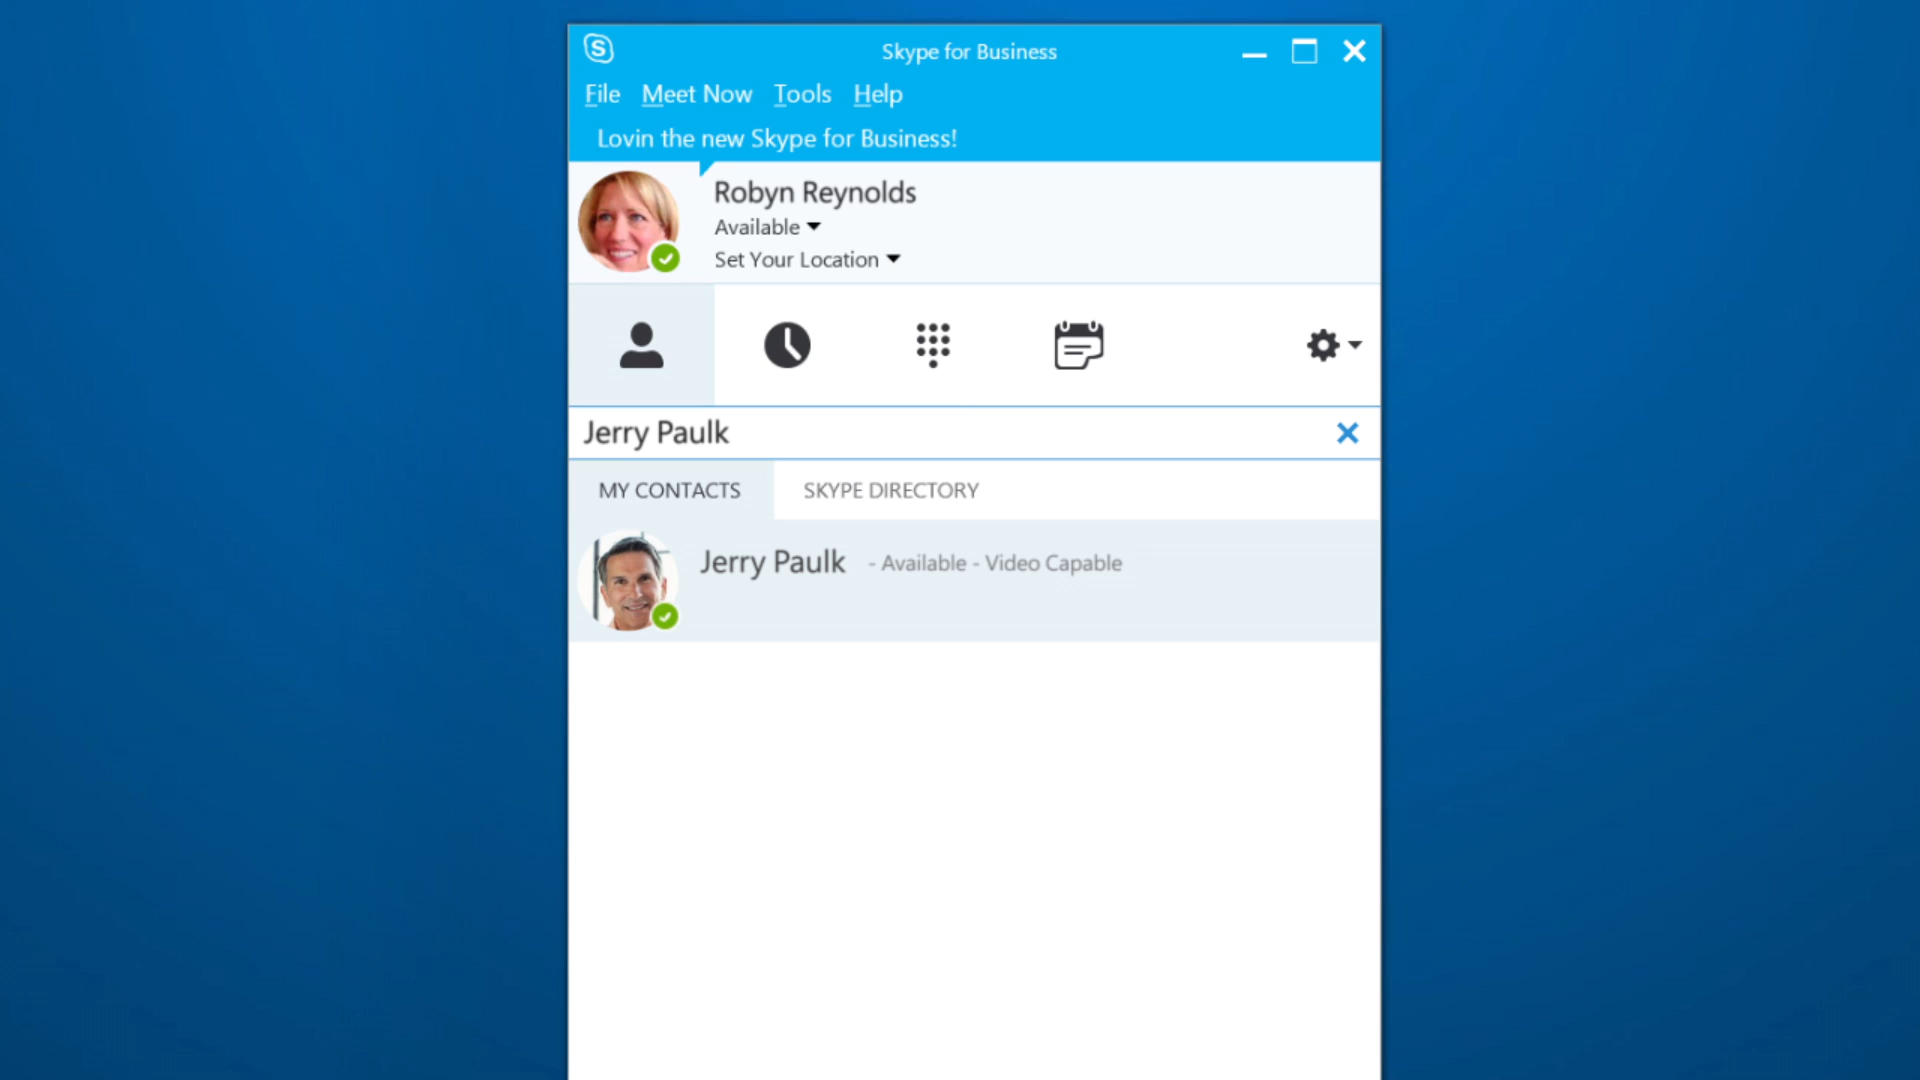 Skype for Business
File Meet Now Tools Help
Lovin the new Skype for Business!
Robyn Reynolds
Available
Set Your Location
Jerry Paulk
MY CONTACTS SKYPE DIRECTORY
Jerry Paulk - Available - Video Capable